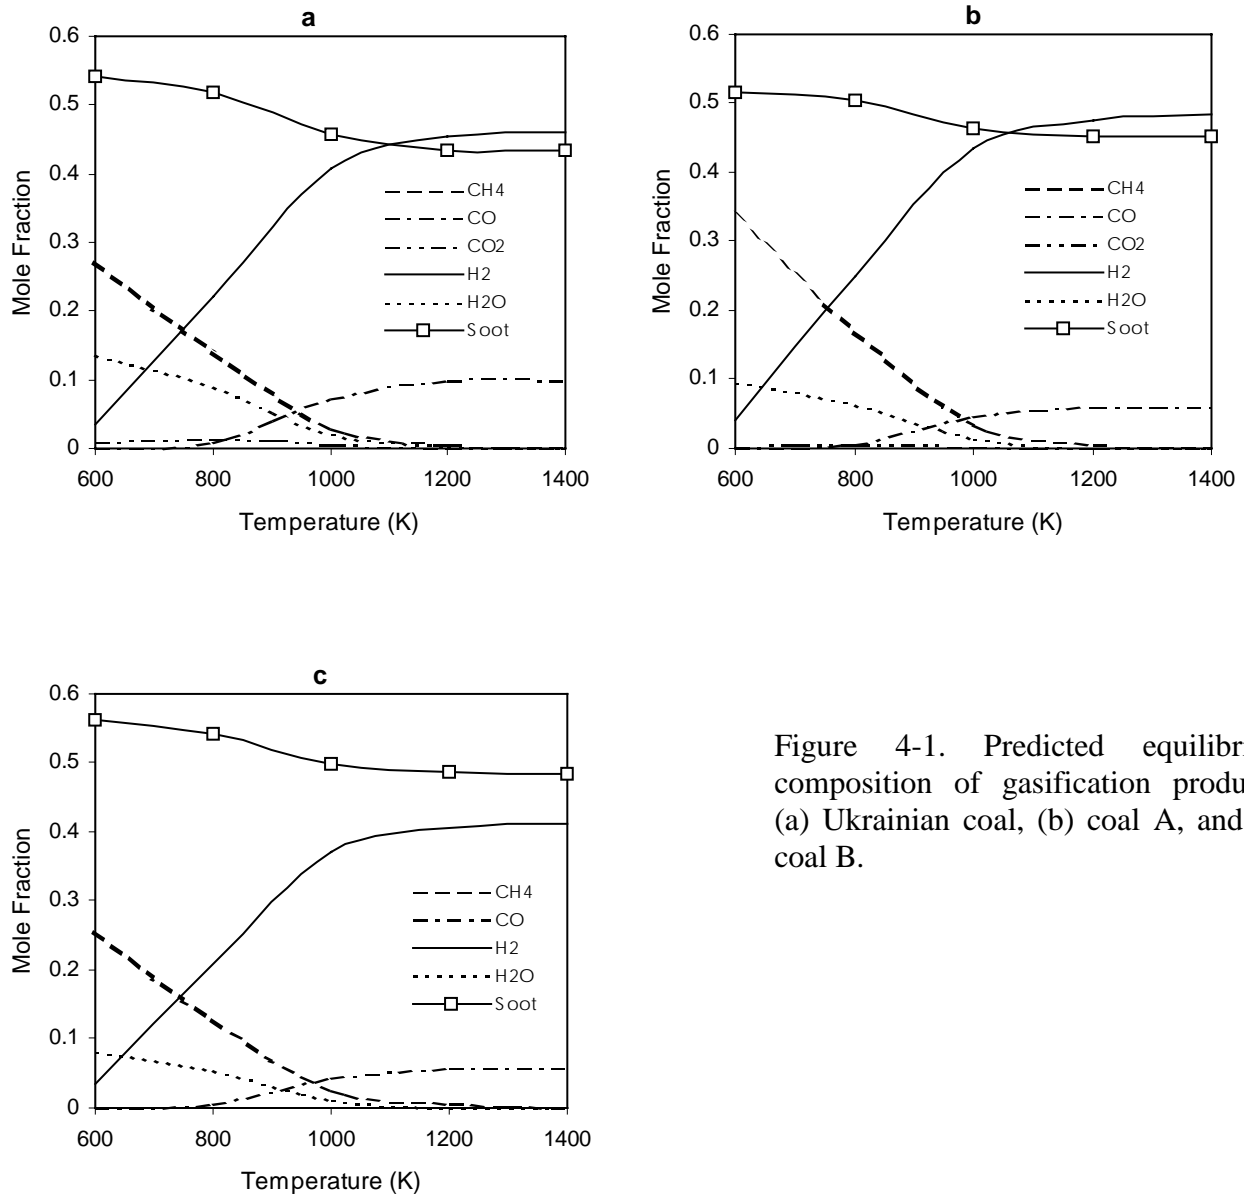 a
0.6
0.5
0.4
0.3
0.2
0.1
0
600
800
1000
1200
1400
Mole Fraction
Temperature (K)
CH4
CO
CO2
H2
H2O
Soot
b
0.6
0.5
0.4
0.3
0.2
0.1
0
600
800
1000
1200
1400
Mole Fraction
Temperature (K)
CH4
CO
CO2
H2
H2O
Soot
c
0.6
0.5
0.4
0.3
0.2
0.1
0
600
800
1000
1200
1400
Mole Fraction
Temperature (K)
CH4
CO
H2
H2O
Soot
Figure 4-1. Predicted equilibri
composition of gasification produ
(a) Ukrainian coal, (b) coal A, and
coal B.